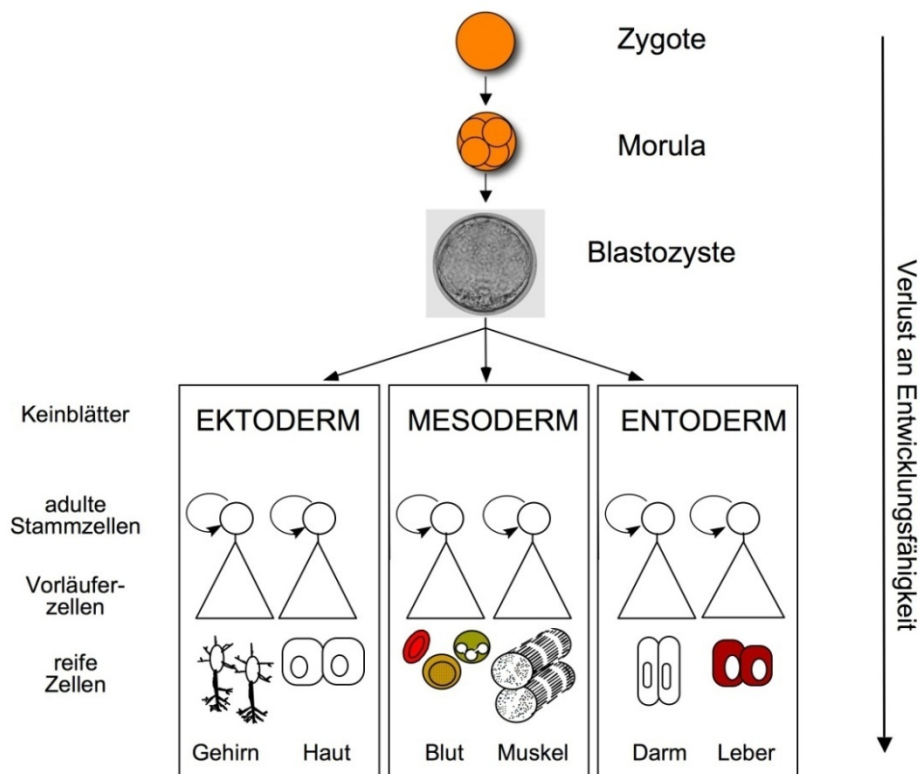 Zygote
Morula
Blastozyste
Verlust an Entwicklungsfähigkeit
Keinblätter
EKTODERM
MESODERM
ENTODERM
adulte
Stammzellen
Vorläufer-
zellen
reife
Zellen
Gehirn
Haut
Blut
Muskel
Darm
Leber